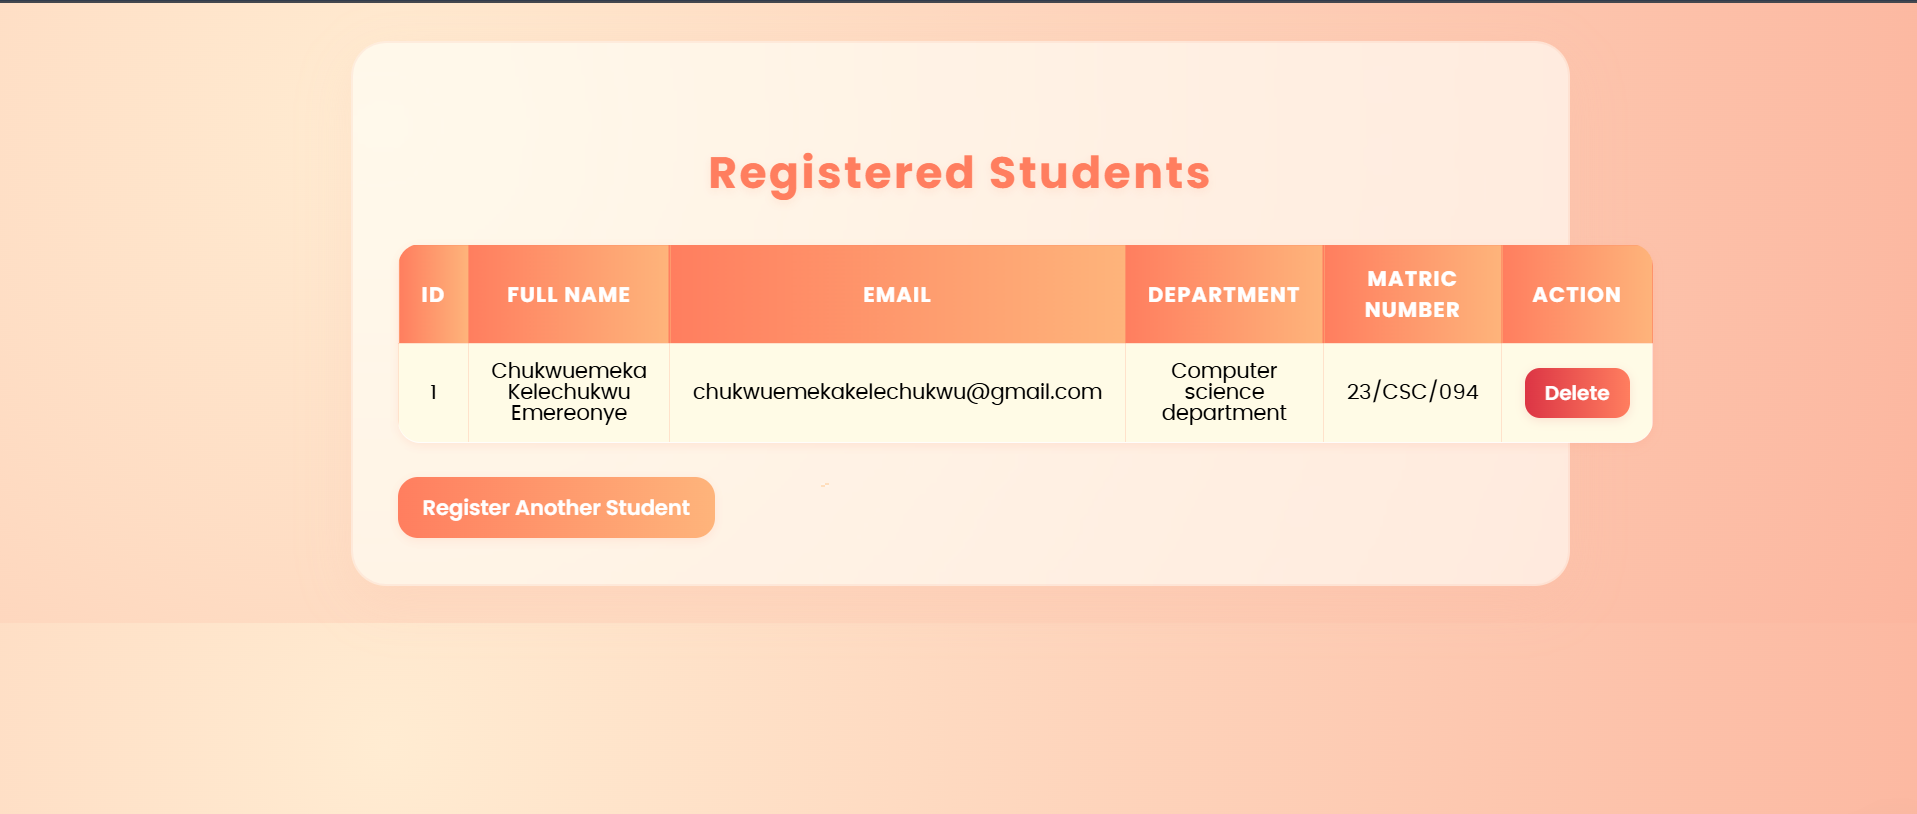 Registered Students
ID FULL NAME EMAIL DEPARTMENT MATRIC NUMBER ACTION
1 Chukwuemeka Kelechukwu Emereonye chukwuemekakelechukwu@gmail.com Computer science department 23/CSC/094 Delete
Register Another Student